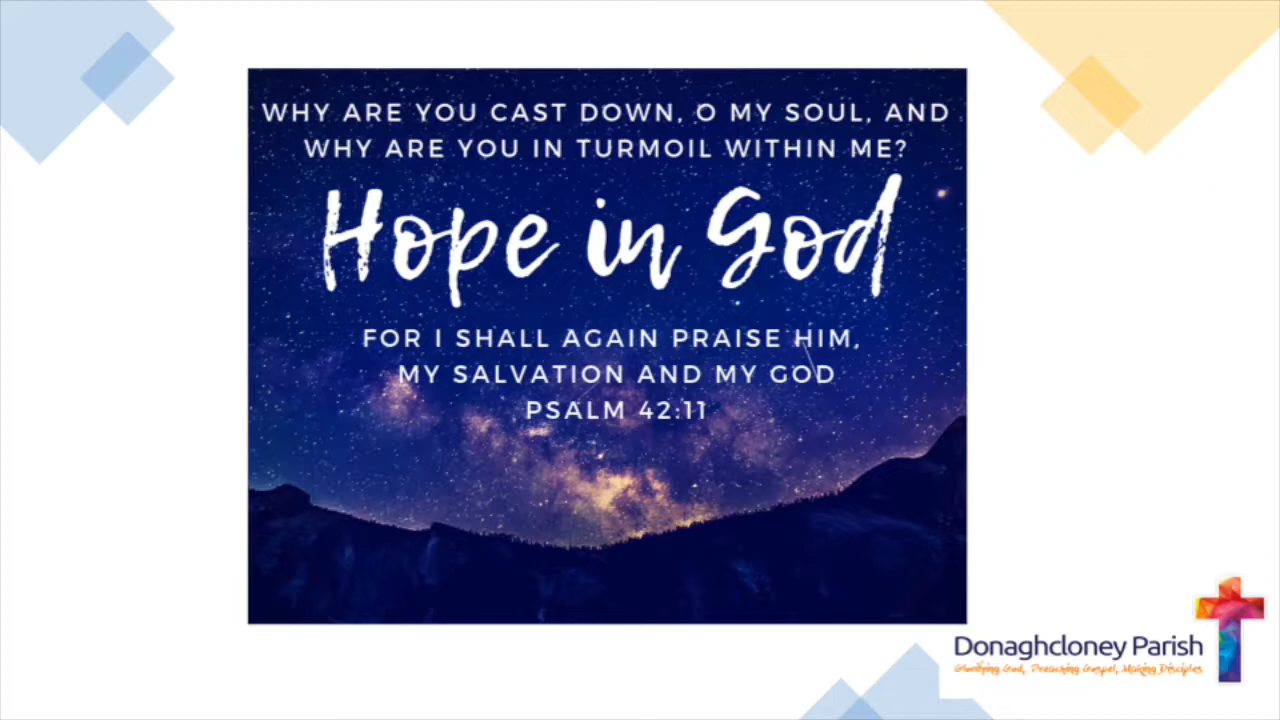 WHY ARE YOU CAST DOWN, O MY SOUL, AND
WHY ARE YOU IN TURMOIL WITHIN ME?
Hope in God
FOR I SHALL AGAIN PRAISE HIM,
MY SALVATION AND MY GOD
PSALM 42:11
Donaghcloney Parish
Glorifying God, Preaching Gospel, Making Disciples